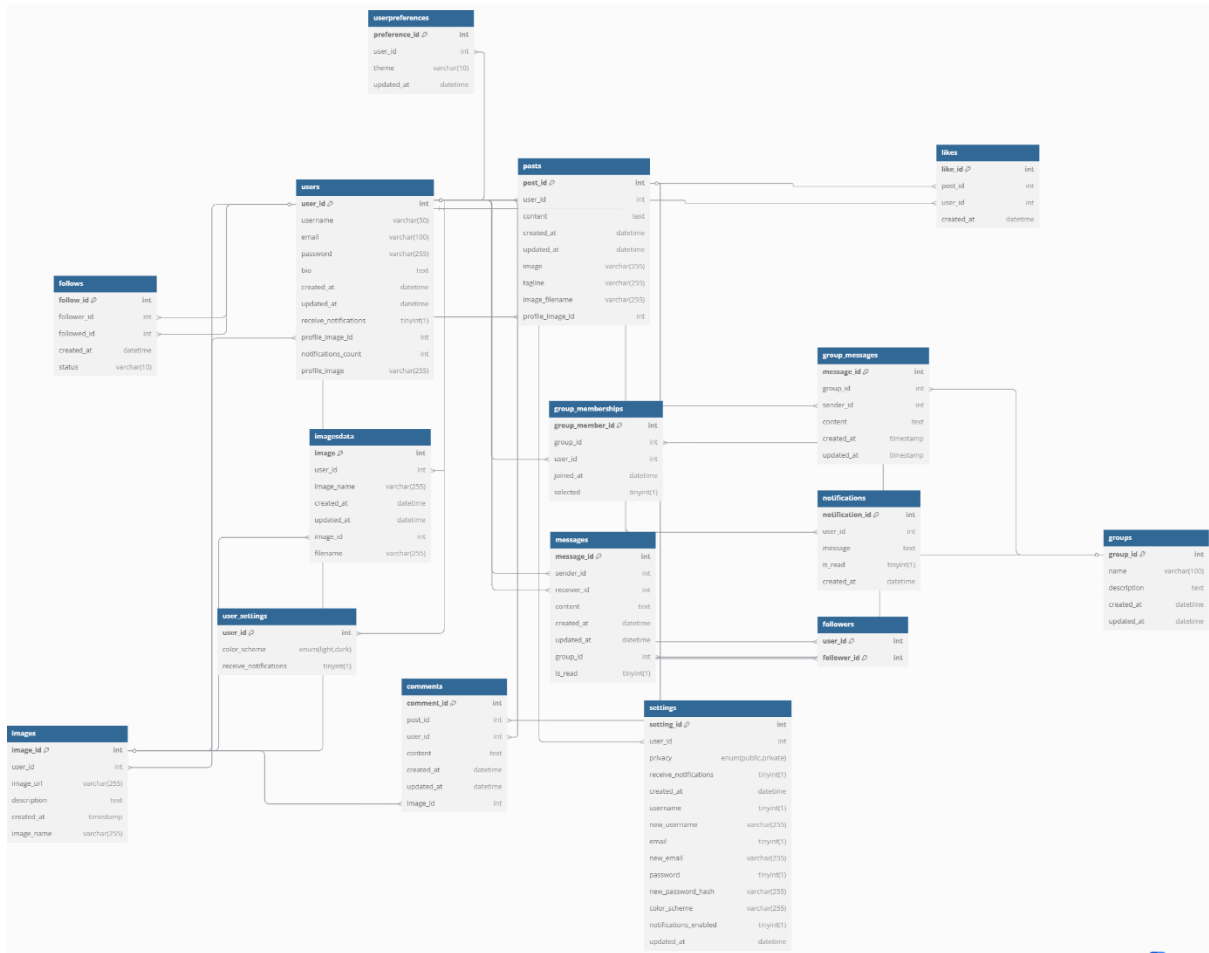 userpreferences
preference_id int
user_id int
theme varchar(10)
updated_at datetime
posts
post_id int
user_id int
content text
created_at datetime
updated_at datetime
image varchar(255)
tagline varchar(255)
image_filename varchar(255)
profile_image_id int
likes
like_id int
post_id int
user_id int
created_at datetime
users
user_id int
username varchar(50)
email varchar(100)
password varchar(255)
bio text
created_at datetime
updated_at datetime
receive_notifications tinyint(1)
profile_image_id int
notifications_count int
profile_image varchar(255)
follows
follow_id int
follower_id int
followed_id int
created_at datetime
status varchar(10)
group_messages
message_id int
group_id int
sender_id int
content text
created_at timestamp
updated_at timestamp
group_memberships
group_member_id int
group_id int
user_id int
joined_at datetime
selected tinyint(1)
imagesdata
image int
user_id int
image_name varchar(255)
created_at datetime
updated_at datetime
image_id int
filename varchar(255)
notifications
notification_id int
user_id int
message text
is_read tinyint(1)
created_at datetime
groups
group_id int
name varchar(100)
description text
created_at datetime
updated_at datetime
messages
message_id int
sender_id int
receiver_id int
content text
created_at datetime
updated_at datetime
group_id int
is_read tinyint(1)
user_settings
user_id int
color_scheme enum(light,dark)
receive_notifications tinyint(1)
followers
user_id int
follower_id int
comments
comment_id int
post_id int
user_id int
content text
created_at datetime
updated_at datetime
image_id int
settings
setting_id int
user_id int
privacy enum(public,private)
receive_notifications tinyint(1)
created_at datetime
username tinyint(1)
new_username varchar(255)
email tinyint(1)
new_email varchar(255)
password tinyint(1)
new_password_hash varchar(255)
color_scheme varchar(255)
notifications_enabled tinyint(1)
updated_at datetime
images
image_id int
user_id int
image_url varchar(255)
description text
created_at timestamp
image_name varchar(255)